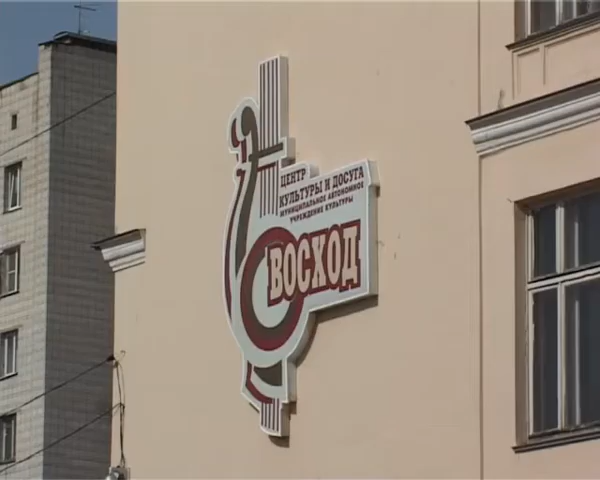 ЦЕНТР
КУЛЬТУРЫ И ДОСУГА
МУНИЦИПАЛЬНОЕ АВТОНОМНОЕ
УЧРЕЖДЕНИЕ КУЛЬТУРЫ
ВОСХОД